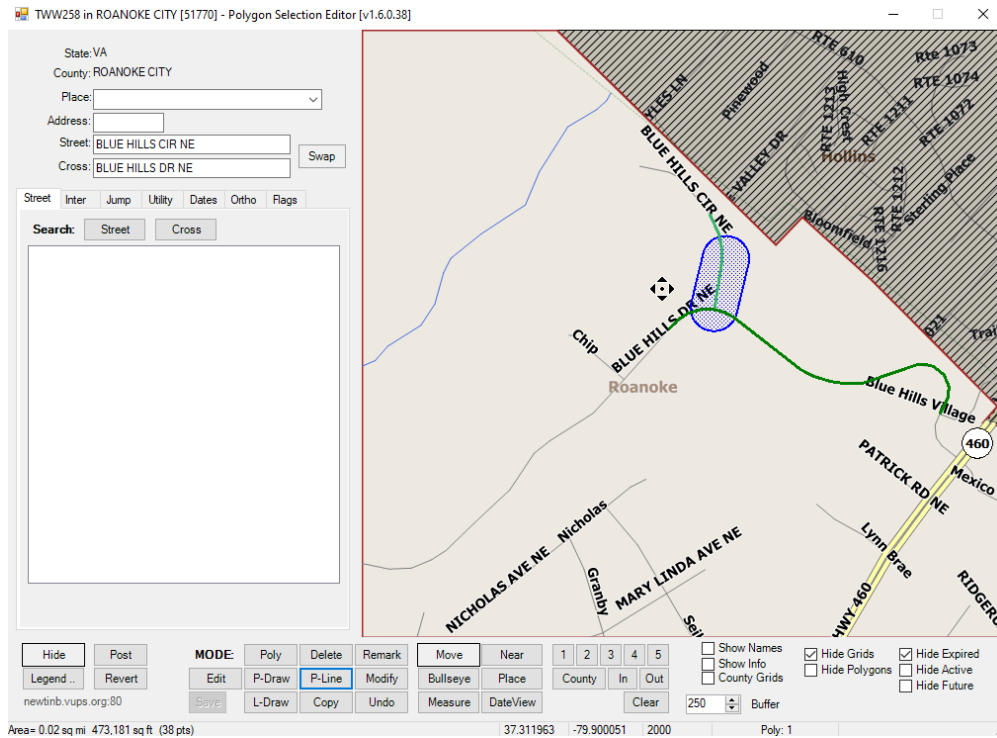 TWW258 in ROANOKE CITY [51770] - Polygon Selection Editor [v1.6.0.38]
State: VA
County: ROANOKE CITY
Place:
Address:
Street: BLUE HILLS CIR NE
Cross: BLUE HILLS DR NE
Swap
Street Inter Jump Utility Dates Ortho Flags
Search: Street Cross
RTE 610
Rte 1073
RTE 1074
YLES LN
Pinewood
RTE 1213
High Crest
RTE 1211
RTE 1072
BLUE HILLS CIR NE
VALLEY DR
Hollins
RTE 1212
Sterling Place
Bloomfield
RTE 1216
BLUE HILLS DR NE
021
Trai
Chip
Roanoke
Blue Hills Village
460
PATRICK RD NE
Mexico
Nicholas
Lynn Brae
NICHOLAS AVE NE
Granby
MARY LINDA AVE NE
HWY 460
RIDGER
Hide Post MODE: Poly Delete Remark Move Near 1 2 3 4 5 Show Names Hide Grids Hide Expired
Show Info Hide Polygons Hide Active
Legend .. Revert Edit P-Draw P-Line Modify Bullseye Place County In Out County Grids Hide Future
newtinb.vups.org:80 Save L-Draw Copy Undo Measure DateView Clear 250 Buffer
Area= 0.02 sq mi 473,181 sq ft (38 pts) 37.311963 -79.900051 2000 Poly: 1